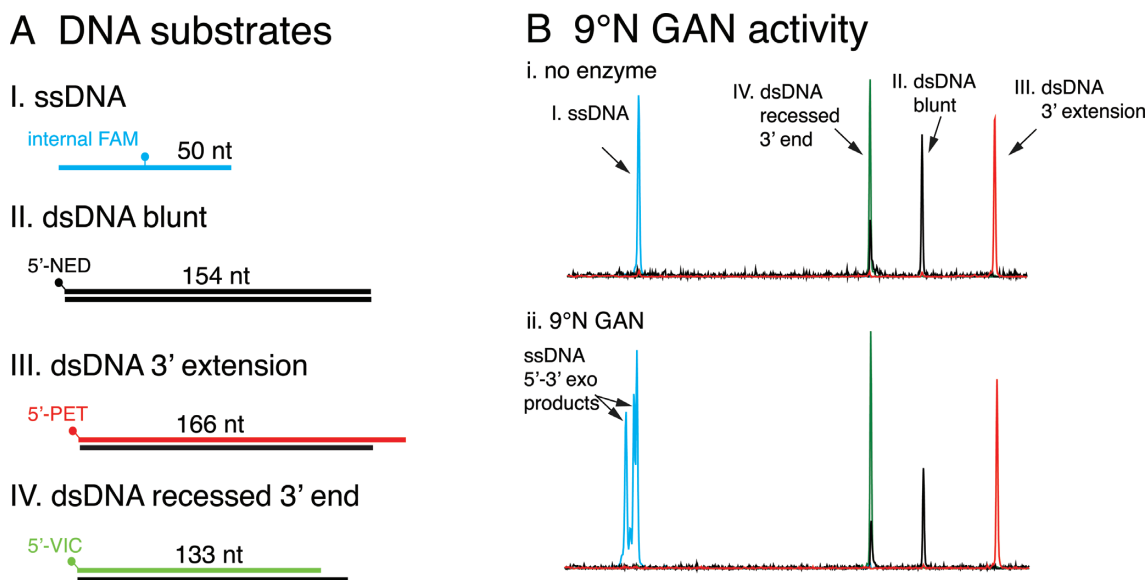 A DNA substrates
I. ssDNA
internal FAM
50 nt
II. dsDNA blunt
5’-NED
154 nt
III. dsDNA 3’ extension
5’-PET
166 nt
IV. dsDNA recessed 3’ end
5’-VIC
133 nt
B 9°N GAN activity
i. no enzyme
I. ssDNA
IV. dsDNA
recessed
3’ end
II. dsDNA
blunt
III. dsDNA
3’ extension
ii. 9°N GAN
ssDNA
5’-3’ exo
products